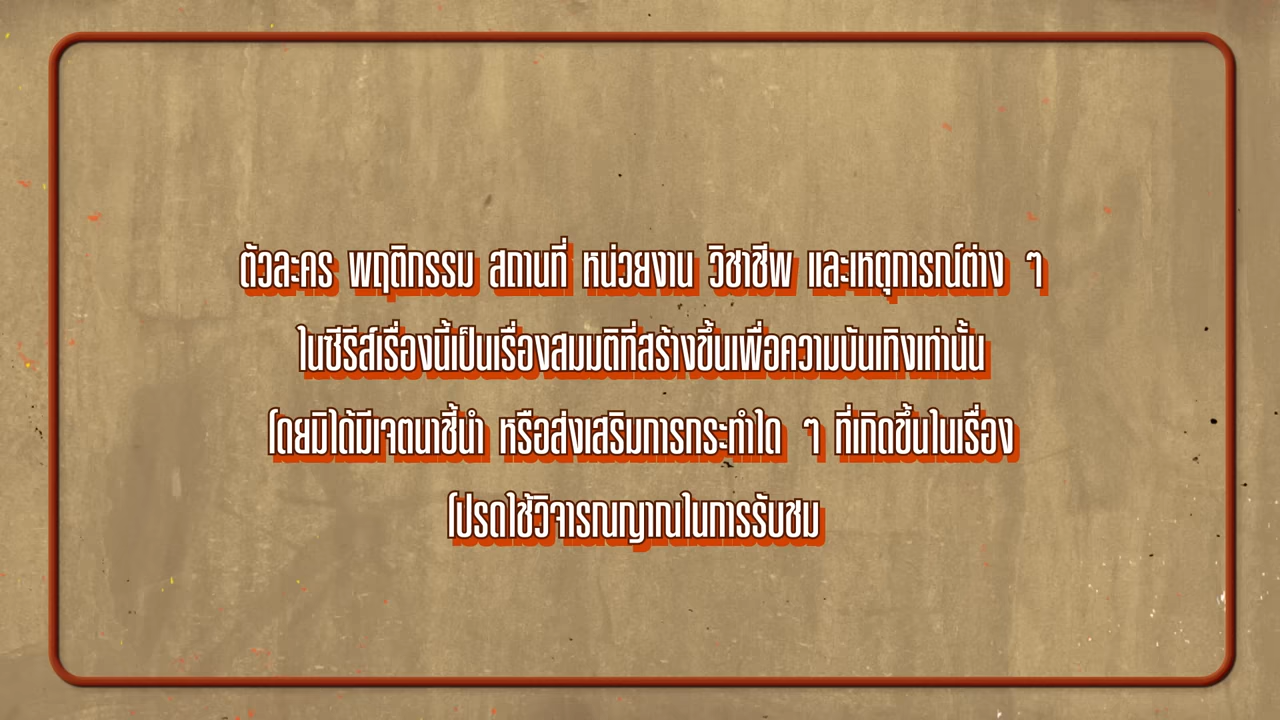 ตัวละคร พฤติกรรม สถานที่ หน่วยงาน วิชาชีพ และเหตุการณ์ต่าง ๆ
ในซีรีส์เรื่องนี้เป็นเรื่องสมมติที่สร้างขึ้นเพื่อความบันเทิงเท่านั้น
โดยมิได้มีเจตนาชี้นำ หรือส่งเสริมการกระทำใด ๆ ที่เกิดขึ้นในเรื่อง
โปรดใช้วิจารณญาณในการรับชม